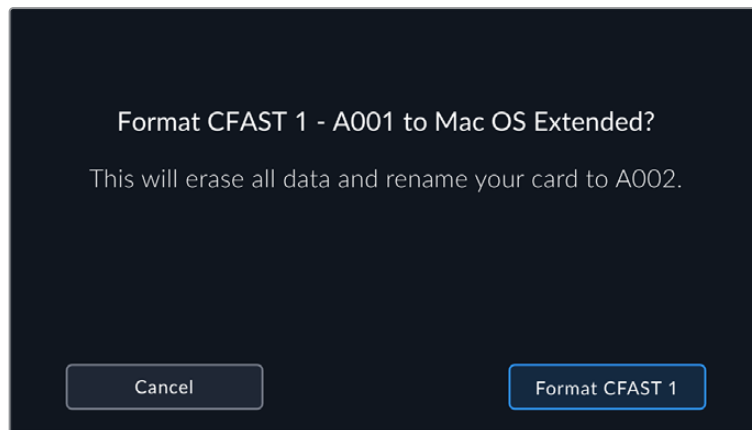 Format CFAST 1 - A001 to Mac OS Extended?
This will erase all data and rename your card to A002.
Cancel
Format CFAST 1